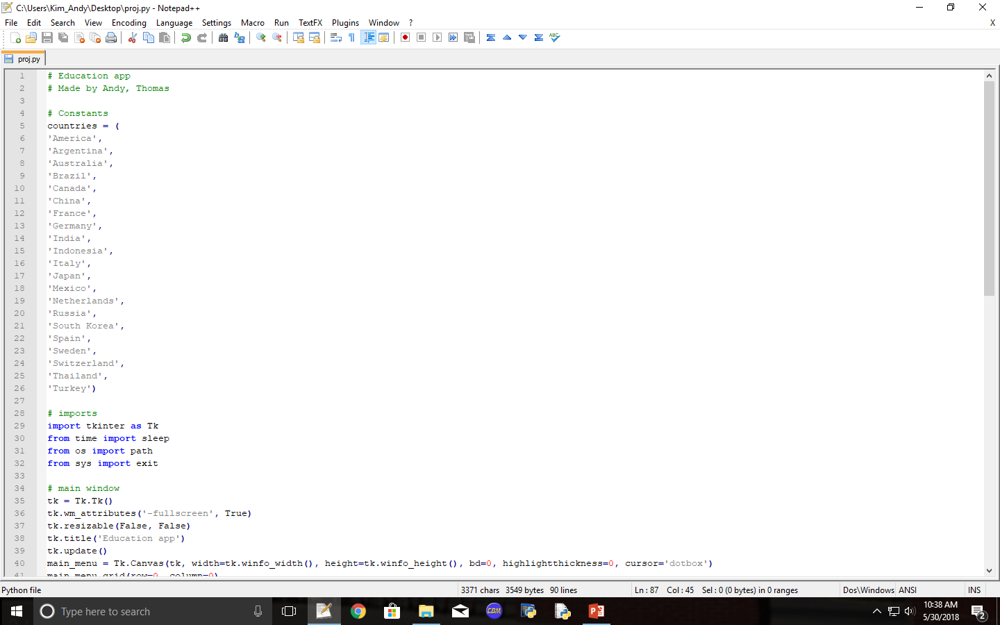 C:\Users\Kim_Andy\Desktop\proj.py - Notepad++
File Edit Search View Encoding Language Settings Macro Run TextFX Plugins Window ? X
proj.py
1 # Education app
2 # Made by Andy, Thomas
3
4 # Constants
5 countries = (
6 'America',
7 'Argentina',
8 'Australia',
9 'Brazil',
10 'Canada',
11 'China',
12 'France',
13 'Germany',
14 'India',
15 'Indonesia',
16 'Italy',
17 'Japan',
18 'Mexico',
19 'Netherlands',
20 'Russia',
21 'South Korea',
22 'Spain',
23 'Sweden',
24 'Switzerland',
25 'Thailand',
26 'Turkey')
27
28 # imports
29 import tkinter as Tk
30 from time import sleep
31 from os import path
32 from sys import exit
33
34 # main window
35 tk = Tk.Tk()
36 tk.wm_attributes('-fullscreen', True)
37 tk.resizable(False, False)
38 tk.title('Education app')
39 tk.update()
40 main_menu = Tk.Canvas(tk, width=tk.winfo_width(), height=tk.winfo_height(), bd=0, highlightthickness=0, cursor='dotbox')
41 main_menu.grid(row=0, column=0)
Python file 3371 chars 3549 bytes 90 lines Ln : 87 Col : 45 Sel : 0 (0 bytes) in 0 ranges Dos\Windows ANSI INS
Type here to search
CBM
10:38 AM
5/30/2018
2